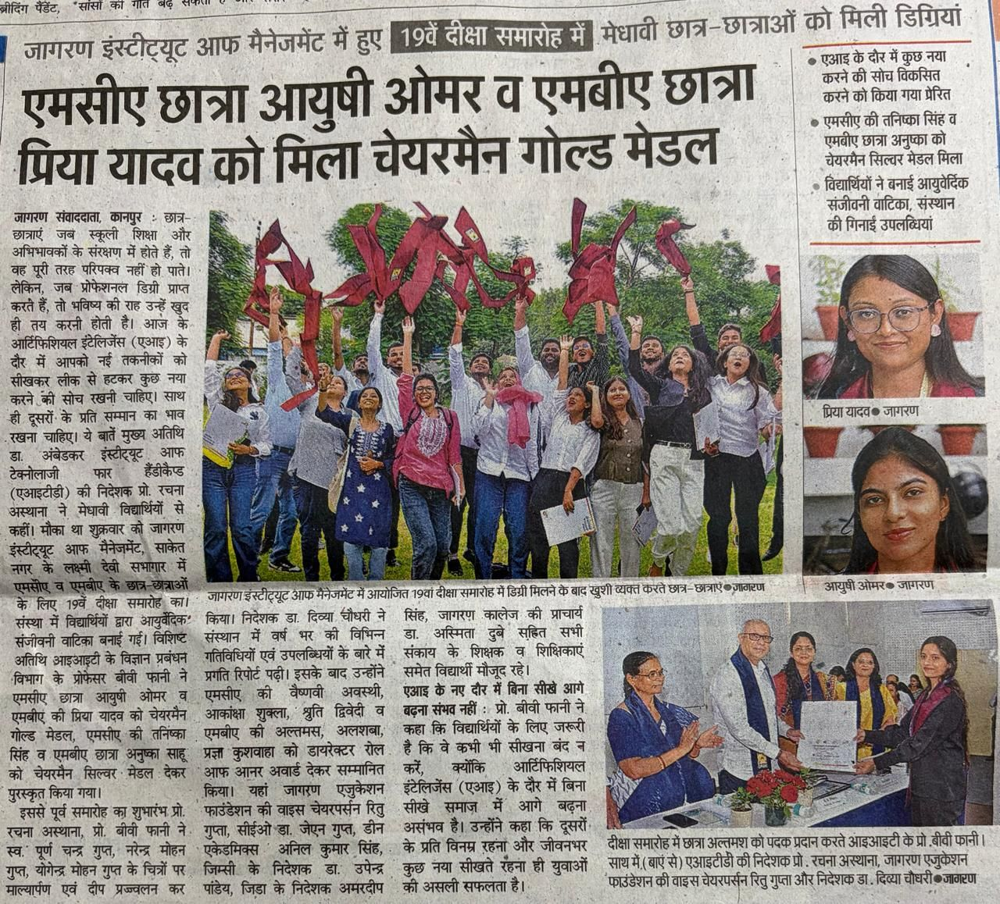 ब्रीदिंग पैंडेंट, "सांसों की गति बढ़ सकता है
जागरण इंस्टीट्यूट आफ मैनेजमेंट में हुए 19वें दीक्षा समारोह में मेधावी छात्र-छात्राओं को मिली डिग्रियां
एमसीए छात्रा आयुषी ओमर व एमबीए छात्रा
प्रिया यादव को मिला चेयरमैन गोल्ड मेडल
एआइ के दौर में कुछ नया
करने की सोच विकसित
करने को किया गया प्रेरित
एमसीए की तनिष्का सिंह व
एमबीए छात्रा अनुष्का को
चेयरमैन सिल्वर मेडल मिला
विद्यार्थियों ने बनाई आयुर्वेदिक
संजीवनी वाटिका, संस्थान
की गिनाईं उपलब्धियां
जागरण संवाददाता, कानपुर : छात्र-
छात्राएं जब स्कूली शिक्षा और
अभिभावकों के संरक्षण में होते हैं, तो
वह पूरी तरह परिपक्व नहीं हो पाते।
लेकिन, जब प्रोफेशनल डिग्री प्राप्त
करते हैं, तो भविष्य की राह उन्हें खुद
ही तय करनी होती है। आज के
आर्टिफिशियल इंटेलिजेंस (एआइ) के
दौर में आपको नई तकनीकों को
सीखकर लीक से हटकर कुछ नया
करने की सोच रखनी चाहिए। साथ
ही दूसरों के प्रति सम्मान का भाव
रखना चाहिए। ये बातें मुख्य अतिथि
डा. अंबेडकर इंस्टीट्यूट आफ
टेक्नोलाजी फार हैंडीकैप्ड
(एआइटीडी) की निदेशक प्रो. रचना
अस्थाना ने मेधावी विद्यार्थियों से
कहीं। मौका था शुक्रवार को जागरण
इंस्टीट्यूट आफ मैनेजमेंट, साकेत
नगर के लक्ष्मी देवी सभागार में
एमसीए व एमबीए के छात्र-छात्राओं
के लिए 19वें दीक्षा समारोह का।
संस्था में विद्यार्थियों द्वारा आयुर्वेदिक
संजीवनी वाटिका बनाई गई। विशिष्ट
अतिथि आइआइटी के विज्ञान प्रबंधन
विभाग के प्रोफेसर बीवी फानी ने
एमसीए छात्रा आयुषी ओमर व
एमबीए की प्रिया यादव को चेयरमैन
गोल्ड मेडल, एमसीए की तनिष्का
सिंह व एमबीए छात्रा अनुष्का साहू
को चेयरमैन सिल्वर मेडल देकर
पुरस्कृत किया गया।
इससे पूर्व समारोह का शुभारंभ प्रो.
रचना अस्थाना, प्रो. बीवी फानी ने
स्व. पूर्ण चन्द्र गुप्त, नरेन्द्र मोहन
गुप्त, योगेन्द्र मोहन गुप्त के चित्रों पर
माल्यार्पण एवं दीप प्रज्ज्वलन कर
जागरण इंस्टीट्यूट आफ मैनेजमेंट में आयोजित 19वां दीक्षा समारोह में डिग्री मिलने के बाद खुशी व्यक्त करते छात्र-छात्राएं●जागरण
किया। निदेशक डा. दिव्या चौधरी ने
संस्थान में वर्ष भर की विभिन्न
गतिविधियों एवं उपलब्धियों के बारे में
प्रगति रिपोर्ट पढ़ी। इसके बाद उन्होंने
एमसीए की वैष्णवी अवस्थी,
आकांक्षा शुक्ला, श्रुति द्विवेदी व
एमबीए की अल्तमस, अलशबा,
प्रज्ञा कुशवाहा को डायरेक्टर रोल
आफ आनर अवार्ड देकर सम्मानित
किया। यहां जागरण एजुकेशन
फाउंडेशन की वाइस चेयरपर्सन रितु
गुप्ता, सीईओ डा. जेएन गुप्त, डीन
एकेडमिक्स अनिल कुमार सिंह,
जिम्सी के निदेशक डा. उपेन्द्र
पांडेय, जिड़ा के निदेशक अमरदीप
सिंह, जागरण कालेज की प्राचार्य
डा. अस्मिता दुबे सहित सभी
संकाय के शिक्षक व शिक्षिकाएं
समेत विद्यार्थी मौजूद रहे।
एआइ के नए दौर में बिना सीखे आगे
बढ़ना संभव नहीं : प्रो. बीवी फानी ने
कहा कि विद्यार्थियों के लिए जरूरी
है कि वे कभी भी सीखना बंद न
करें, क्योंकि आर्टिफिशियल
इंटेलिजेंस (एआइ) के दौर में बिना
सीखे समाज में आगे बढ़ना
असंभव है। उन्होंने कहा कि दूसरों
के प्रति विनम्र रहना और जीवनभर
कुछ नया सीखते रहना ही युवाओं
की असली सफलता है।
प्रिया यादव● जागरण
आयुषी ओमर● जागरण
दीक्षा समारोह में छात्रा अल्तमश को पदक प्रदान करते आइआइटी के प्रो .बीवी फानी।
साथ में,(बाएं से) एआइटीडी की निदेशक प्रो . रचना अस्थाना, जागरण एजुकेशन
फाउंडेशन की वाइस चेयरपर्सन रितु गुप्ता और निदेशक डा . दिव्या चौधरी●जागरण